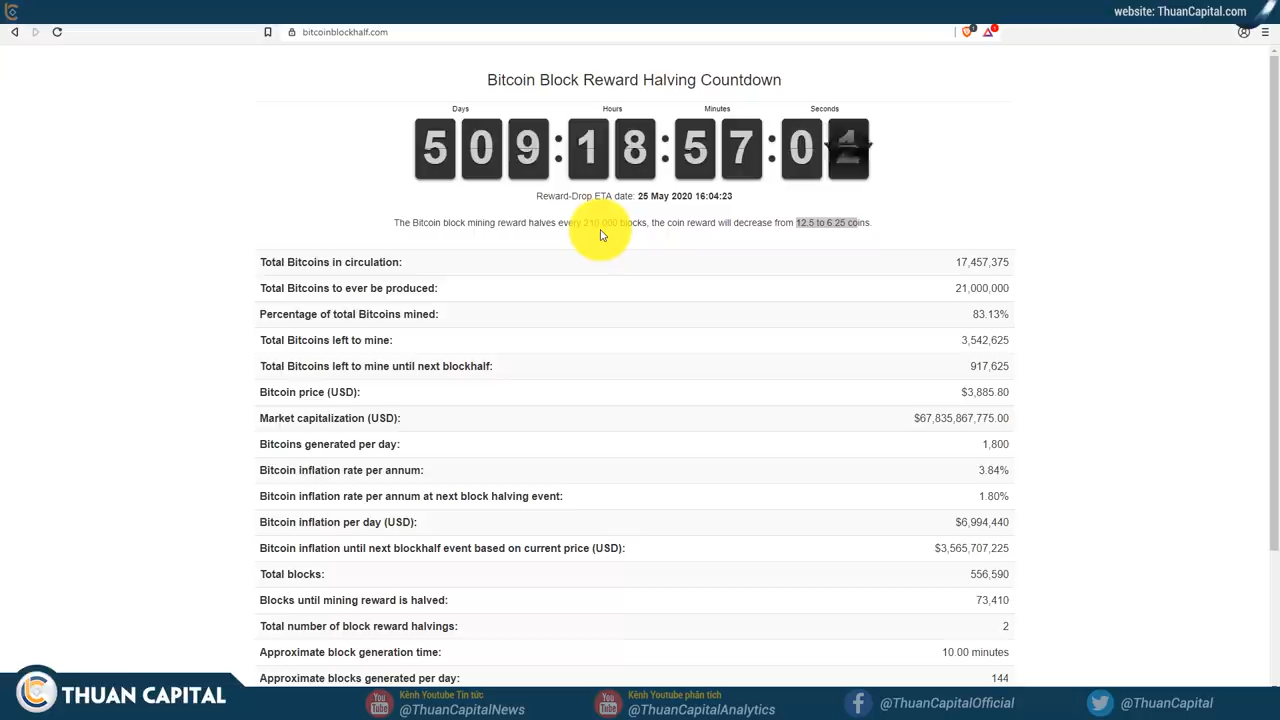 website: ThuanCapital.com
bitcoinblockhalf.com
Bitcoin Block Reward Halving Countdown
Days Hours Minutes Seconds
509:18:57:0
Reward-Drop ETA date: 25 May 2020 16:04:23
The Bitcoin block mining reward halves every 210,000 blocks, the coin reward will decrease from 12.5 to 6.25 coins.
Total Bitcoins in circulation: 17,457,375
Total Bitcoins to ever be produced: 21,000,000
Percentage of total Bitcoins mined: 83.13%
Total Bitcoins left to mine: 3,542,625
Total Bitcoins left to mine until next blockhalf: 917,625
Bitcoin price (USD): $3,885.80
Market capitalization (USD): $67,835,867,775.00
Bitcoins generated per day: 1,800
Bitcoin inflation rate per annum: 3.84%
Bitcoin inflation rate per annum at next block halving event: 1.80%
Bitcoin inflation per day (USD): $6,994,440
Bitcoin inflation until next blockhalf event based on current price (USD): $3,565,707,225
Total blocks: 556,590
Blocks until mining reward is halved: 73,410
Total number of block reward halvings: 2
Approximate block generation time: 10.00 minutes
Approximate blocks generated per day: 144
THUAN CAPITAL
You Tube
Kênh Youtube Tin tức
@ThuanCapitalNews
You Tube
Kênh Youtube phân tích
@ThuanCapitalAnalytics
@ThuanCapitalOfficial
@ThuanCapital